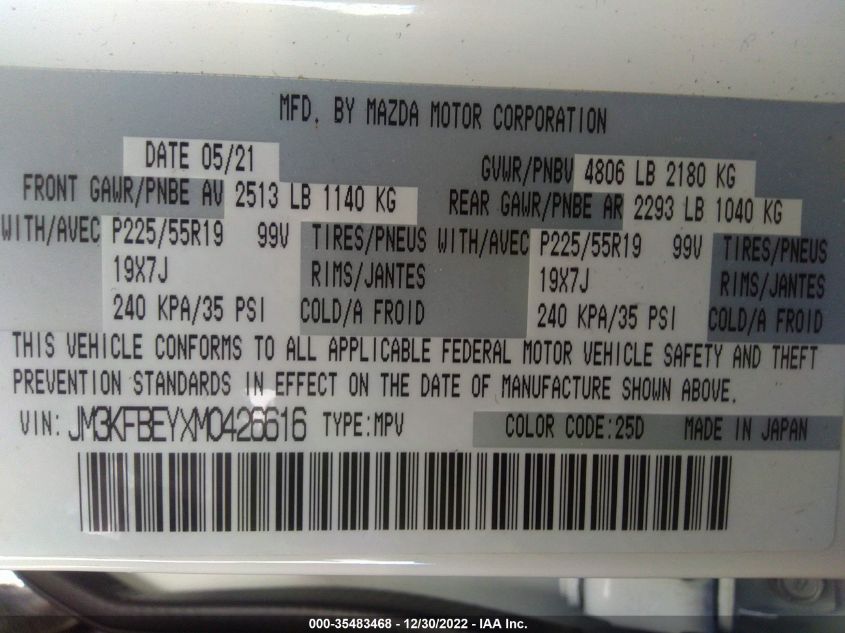 MFD. BY MAZDA MOTOR CORPORATION
DATE 05/21 GVWR/PNBV 4806 LB 2180 KG
FRONT GAWR/PNBE AV 2513 LB 1140 KG REAR GAWR/PNBE AR 2293 LB 1040 KG
WITH/AVEC P225/55R19 99V TIRES/PNEUS WITH/AVEC P225/55R19 99V TIRES/PNEUS
19X7J RIMS/JANTES 19X7J RIMS/JANTES
240 KPA/35 PSI COLD/A FROID 240 KPA/35 PSI COLD/A FROID
THIS VEHICLE CONFORMS TO ALL APPLICABLE FEDERAL MOTOR VEHICLE SAFETY AND THEFT
PREVENTION STANDARDS IN EFFECT ON THE DATE OF MANUFACTURE SHOWN ABOVE.
VIN: JM3KFBEYXM0426616 TYPE:MPV COLOR CODE:25D MADE IN JAPAN
000-35483468 - 12/30/2022 - IAA Inc.